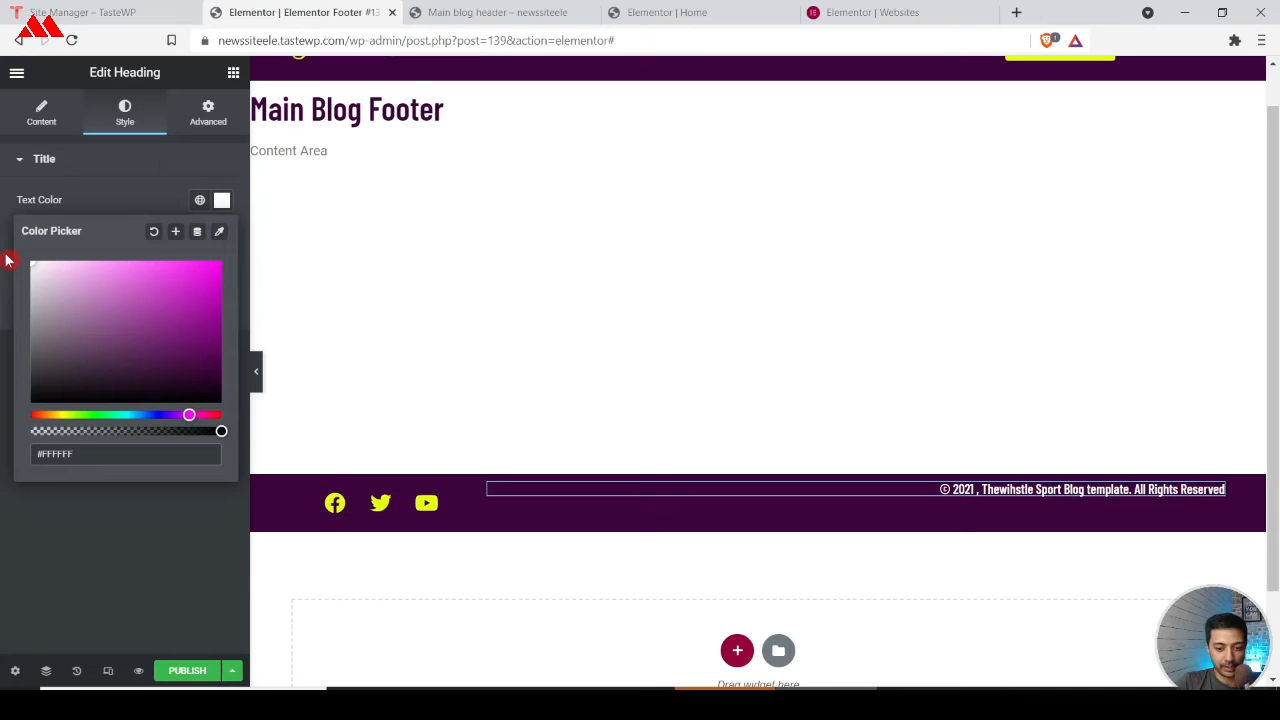 Site Manager – TasteWP
Elementor | Elementor Footer #13
Main blog header – newssiteele
Elementor | Home
Elementor | Websites
newssiteele.tastewp.com/wp-admin/post.php?post=139&action=elementor#
1
Edit Heading
Content
Style
Advanced
Title
Text Color
Color Picker
#FFFFFF
PUBLISH
Main Blog Footer
Content Area
© 2021 , Thewihstle Sport Blog template. All Rights Reserved
Drag widget here